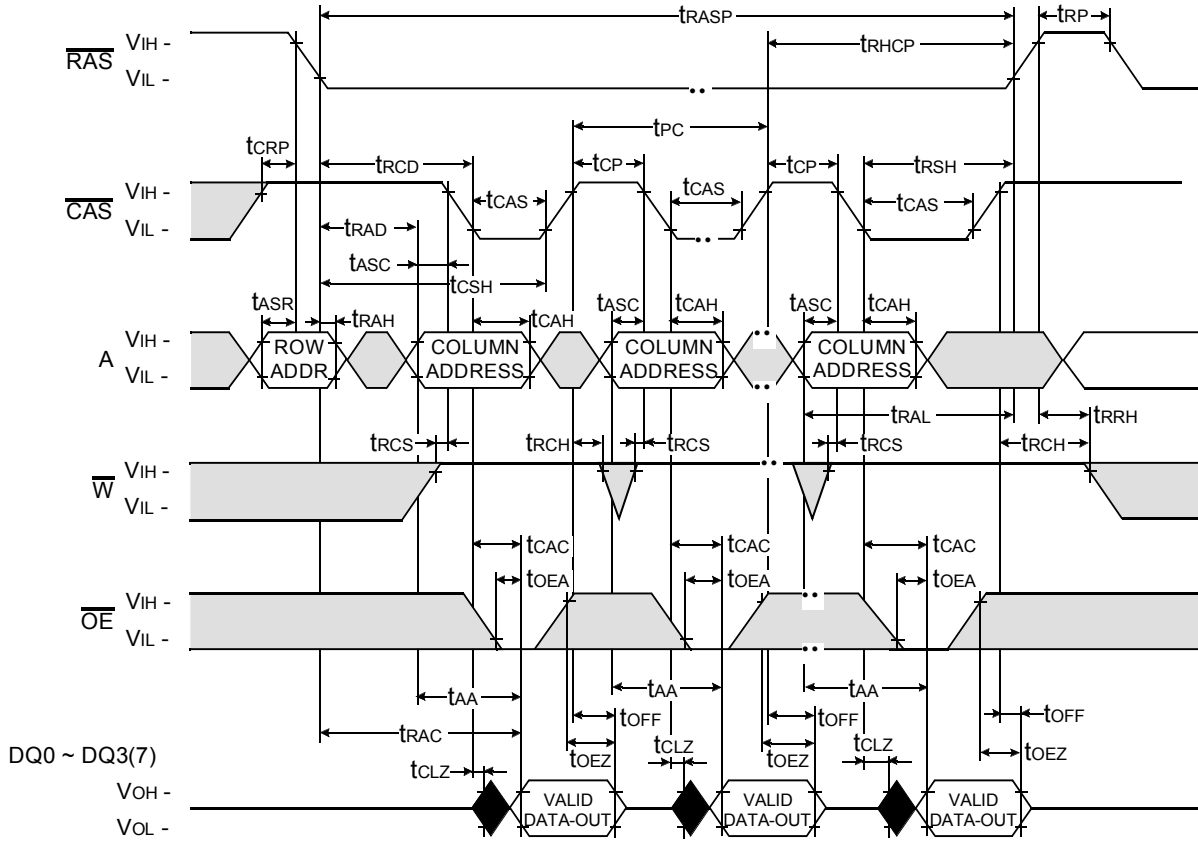 tRASP
tRP
VIH -
RAS
VIL -
tRHCP
tPC
tCRP
tRCD
tCP
tCP
tRSH
VIH -
CAS
VIL -
tCAS
tCAS
tCAS
tRAD
tASC
tCSH
tASR
tRAH
tCAH
tASC
tCAH
tASC
tCAH
A
VIH -
VIL -
ROW
ADDR
COLUMN
ADDRESS
COLUMN
ADDRESS
COLUMN
ADDRESS
tRAL
tRRH
tRCS
tRCH
tRCS
tRCS
tRCH
VIH -
W
VIL -
tCAC
tCAC
tCAC
tOEA
tOEA
tOEA
VIH -
OE
VIL -
tAA
tAA
tAA
tRAC
tOFF
tOFF
tOFF
tOEZ
tOEZ
tOEZ
DQ0 ~ DQ3(7)
tCLZ
tCLZ
tCLZ
VOH -
VOL -
VALID
DATA-OUT
VALID
DATA-OUT
VALID
DATA-OUT